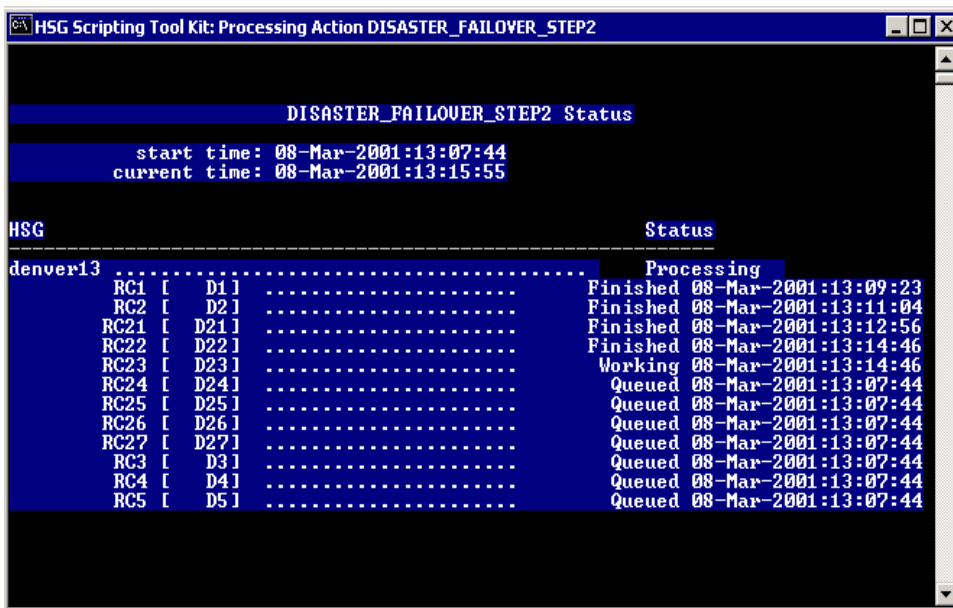 HSG Scripting Tool Kit: Processing Action DISASTER_FAILOVER_STEP2
DISASTER_FAILOVER_STEP2 Status
start time: 08-Mar-2001:13:07:44
current time: 08-Mar-2001:13:15:55
HSG Status
denver13 ........................................ Processing
RC1 [ D1] ...................... Finished 08-Mar-2001:13:09:23
RC2 [ D2] ...................... Finished 08-Mar-2001:13:11:04
RC21 [ D21] ...................... Finished 08-Mar-2001:13:12:56
RC22 [ D22] ...................... Finished 08-Mar-2001:13:14:46
RC23 [ D23] ...................... Working 08-Mar-2001:13:14:46
RC24 [ D24] ...................... Queued 08-Mar-2001:13:07:44
RC25 [ D25] ...................... Queued 08-Mar-2001:13:07:44
RC26 [ D26] ...................... Queued 08-Mar-2001:13:07:44
RC27 [ D27] ...................... Queued 08-Mar-2001:13:07:44
RC3 [ D3] ...................... Queued 08-Mar-2001:13:07:44
RC4 [ D4] ...................... Queued 08-Mar-2001:13:07:44
RC5 [ D5] ...................... Queued 08-Mar-2001:13:07:44